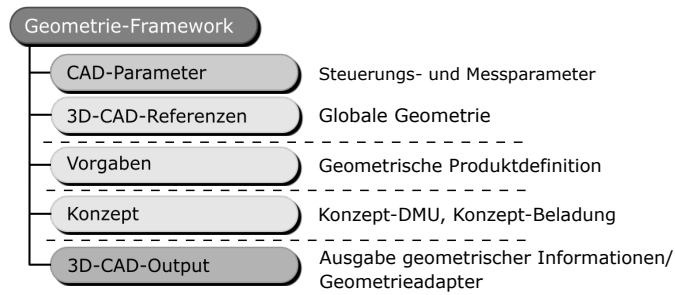 Geometrie-Framework
CAD-Parameter
Steuerungs- und Messparameter
3D-CAD-Referenzen
Globale Geometrie
Vorgaben
Geometrische Produktdefinition
Konzept
Konzept-DMU, Konzept-Beladung
3D-CAD-Output
Ausgabe geometrischer Informationen/
Geometrieadapter